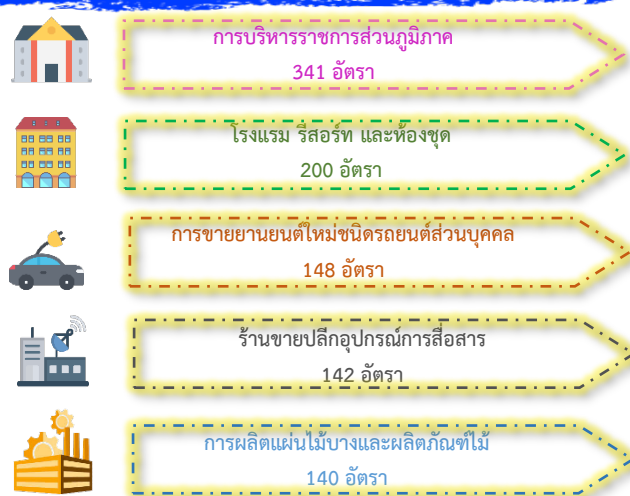 การบริหารราชการส่วนภูมิภาค
341 อัตรา
โรงแรม รีสอร์ท และห้องชุด
200 อัตรา
การขายยานยนต์ใหม่ชนิดรถยนต์ส่วนบุคคล
148 อัตรา
ร้านขายปลีกอุปกรณ์การสื่อสาร
142 อัตรา
การผลิตแผ่นไม้บางและผลิตภัณฑ์ไม้
140 อัตรา